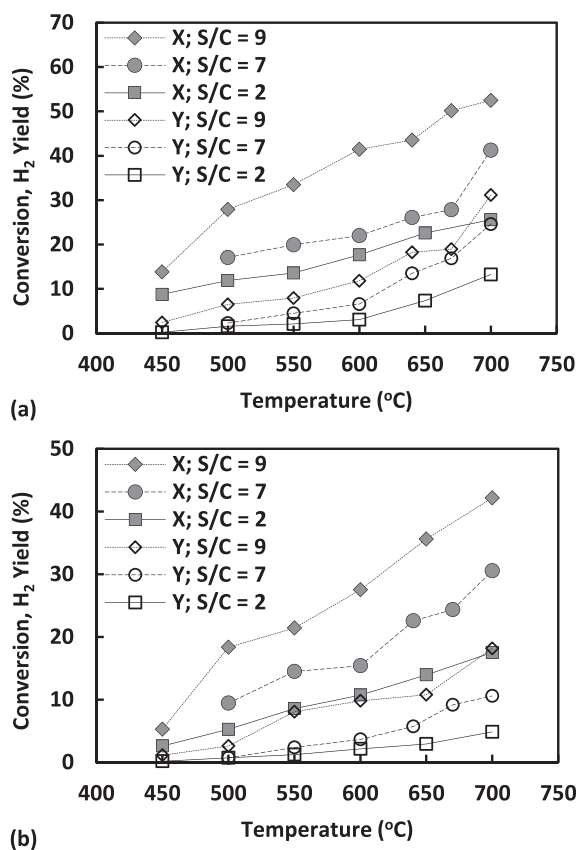 70
60
50
40
30
20
10
0
Conversion, H₂ Yield (%)
X; S/C = 9
X; S/C = 7
X; S/C = 2
Y; S/C = 9
Y; S/C = 7
Y; S/C = 2
400 450 500 550 600 650 700 750
Temperature (ᵒC)
(a)
50
40
30
20
10
0
Conversion, H₂ Yield (%)
X; S/C = 9
X; S/C = 7
X; S/C = 2
Y; S/C = 9
Y; S/C = 7
Y; S/C = 2
400 450 500 550 600 650 700 750
Temperature (ᵒC)
(b)